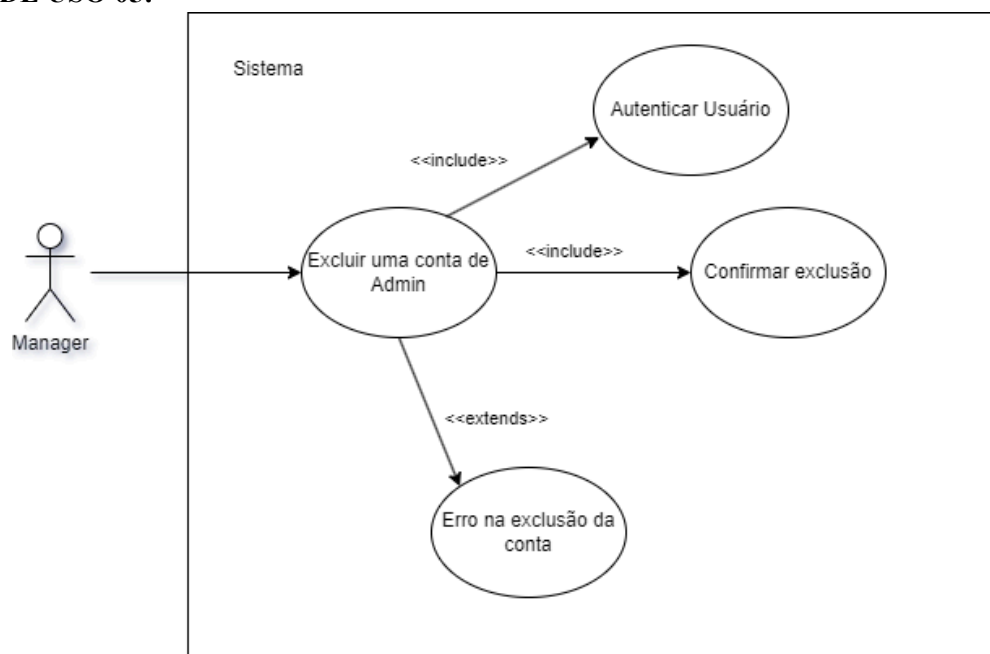 DE USO 05:
Sistema
Autenticar Usuário
<<include>>
Excluir uma conta de
Admin
<<include>>
Confirmar exclusão
Manager
<<extends>>
Erro na exclusão da
conta